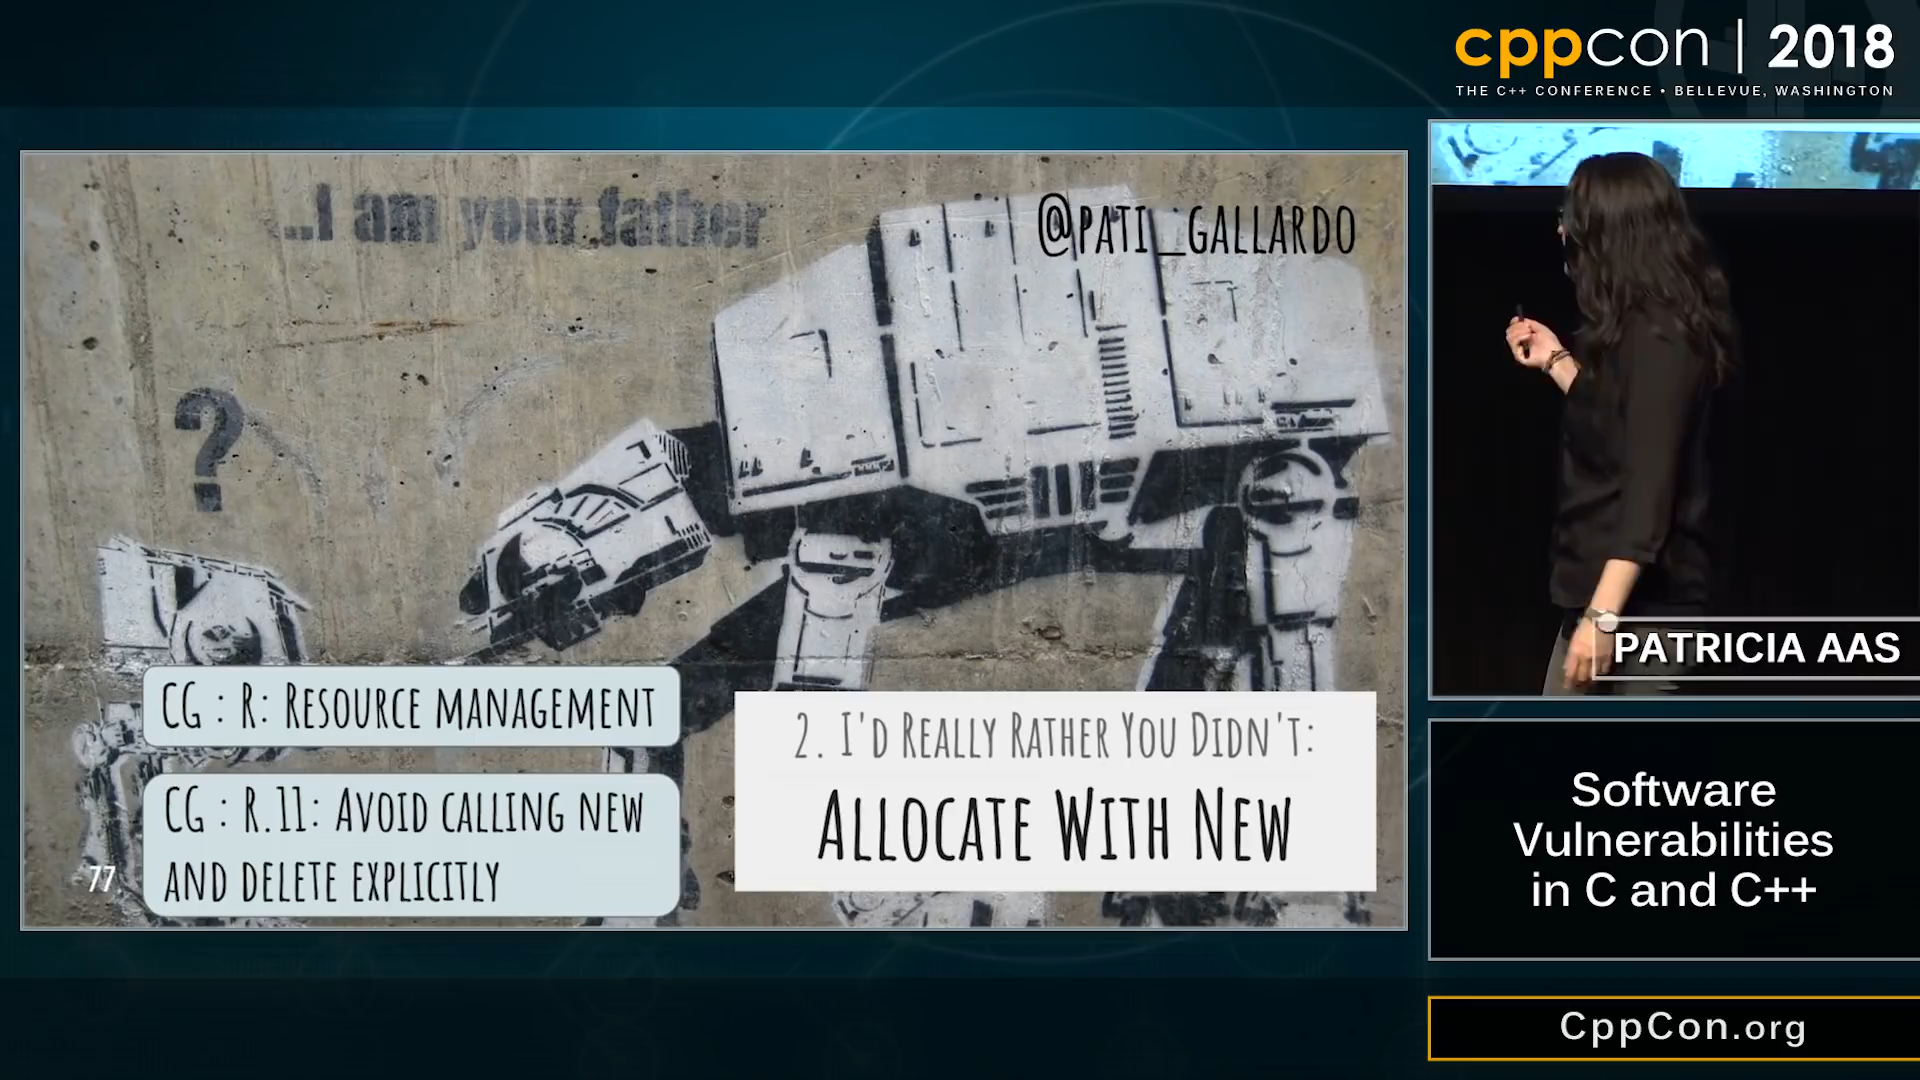 cppcon | 2018
THE C++ CONFERENCE • BELLEVUE, WASHINGTON
...I am your father
@PATI_GALLARDO
?
CG : R: RESOURCE MANAGEMENT
CG : R.11: AVOID CALLING NEW
AND DELETE EXPLICITLY
77
2. I'D REALLY RATHER YOU DIDN'T:
ALLOCATE WITH NEW
PATRICIA AAS
Software
Vulnerabilities
in C and C++
CppCon.org